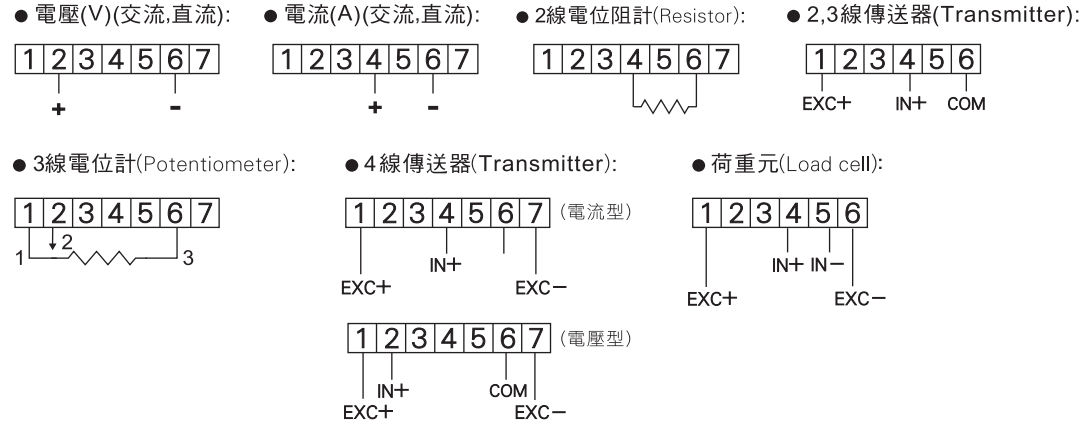 ● 電壓(V)(交流,直流):
1 2 3 4 5 6 7
+ -
● 電流(A)(交流,直流):
1 2 3 4 5 6 7
+ -
● 2線電位阻計(Resistor):
1 2 3 4 5 6 7
● 2,3線傳送器(Transmitter):
1 2 3 4 5 6
EXC+ IN+ COM
● 3線電位計(Potentiometer):
1 2 3 4 5 6 7
1 2 3
● 4線傳送器(Transmitter):
1 2 3 4 5 6 7 (電流型)
IN+
EXC+ EXC-
1 2 3 4 5 6 7 (電壓型)
IN+ COM
EXC+ EXC-
● 荷重元(Load cell):
1 2 3 4 5 6
IN+ IN-
EXC+ EXC-